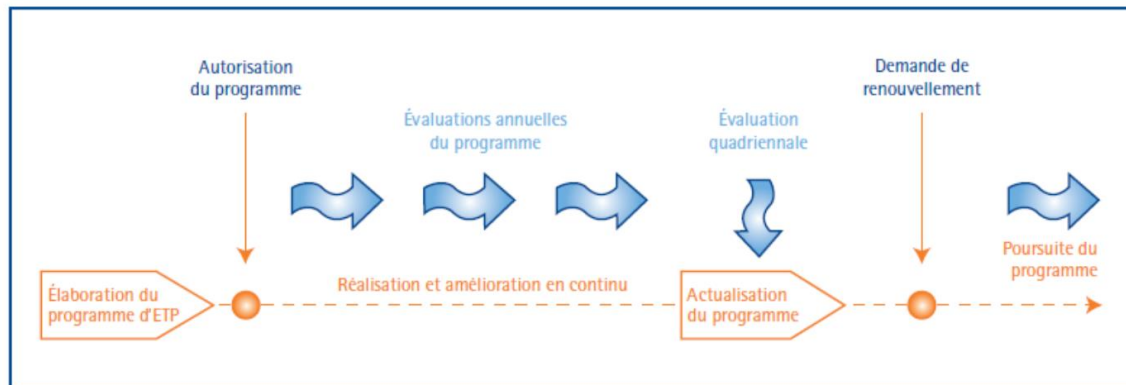 Autorisation
du programme
Demande de
renouvellement
Évaluations annuelles
du programme
Évaluation
quadriennale
Poursuite du
programme
Élaboration du
programme d'ETP
Réalisation et amélioration en continu
Actualisation
du programme